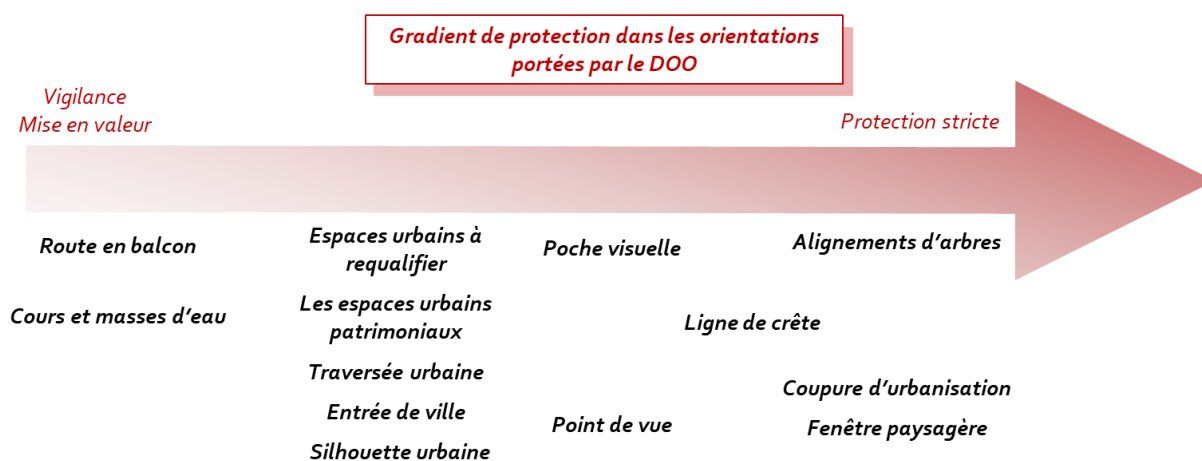 Gradient de protection dans les orientations
portées par le DOO
Vigilance
Mise en valeur
Protection stricte
Route en balcon
Cours et masses d’eau
Espaces urbains à
requalifier
Les espaces urbains
patrimoniaux
Traversée urbaine
Entrée de ville
Silhouette urbaine
Poche visuelle
Point de vue
Ligne de crête
Alignements d’arbres
Coupure d’urbanisation
Fenêtre paysagère